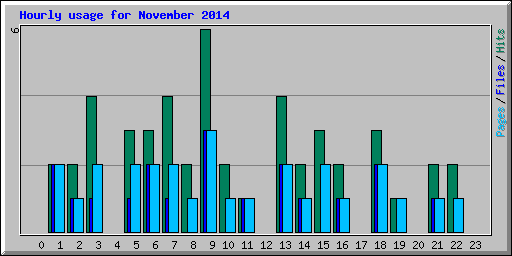 Hourly usage for November 2014
6
Pages / Files / Hits
0 1 2 3 4 5 6 7 8 9 10 11 12 13 14 15 16 17 18 19 20 21 22 23